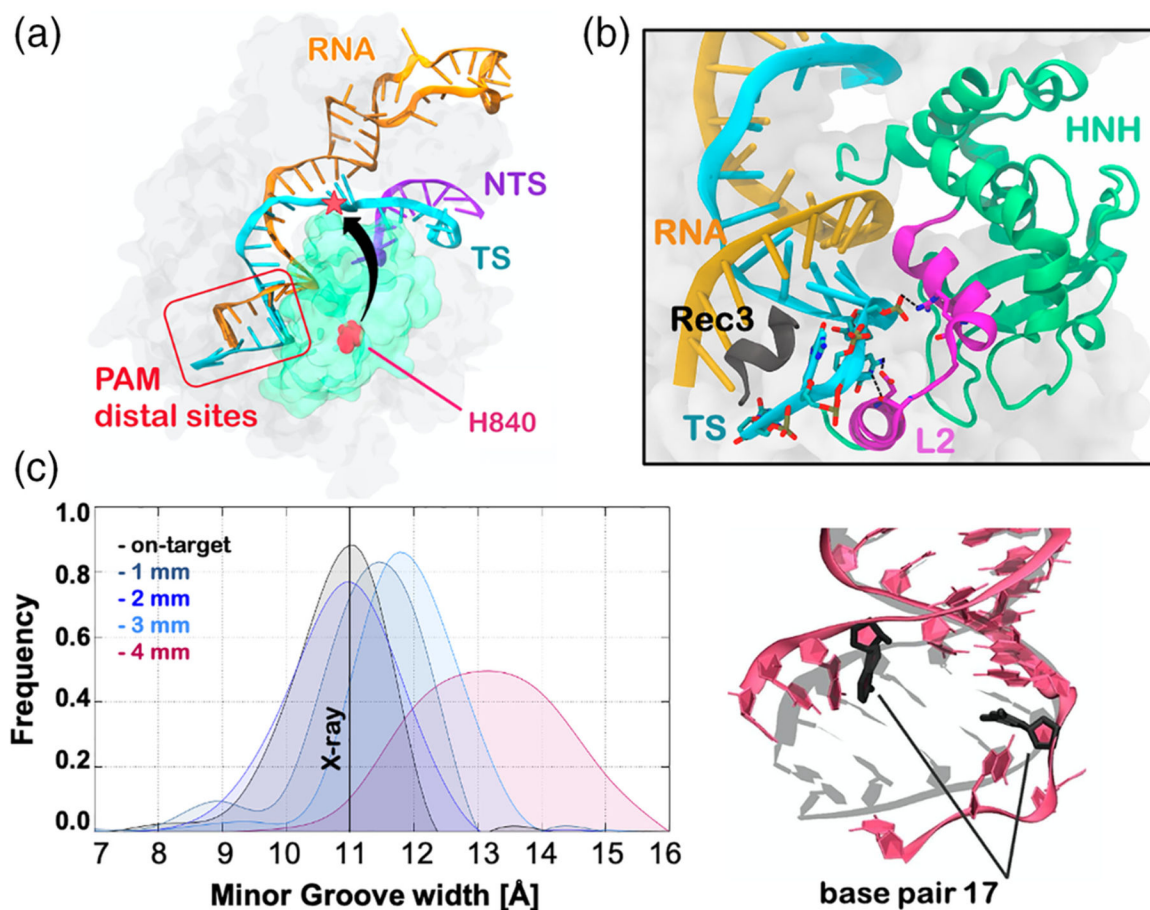 (a)
RNA
NTS
TS
PAM
distal sites
H840
(b)
HNH
RNA
Rec3
TS
L2
(c)
1.0
0.8
0.6
0.4
0.2
0.0
Frequency
- on-target
- 1 mm
- 2 mm
- 3 mm
- 4 mm
X-ray
7 8 9 10 11 12 13 14 15 16
Minor Groove width [Å]
base pair 17